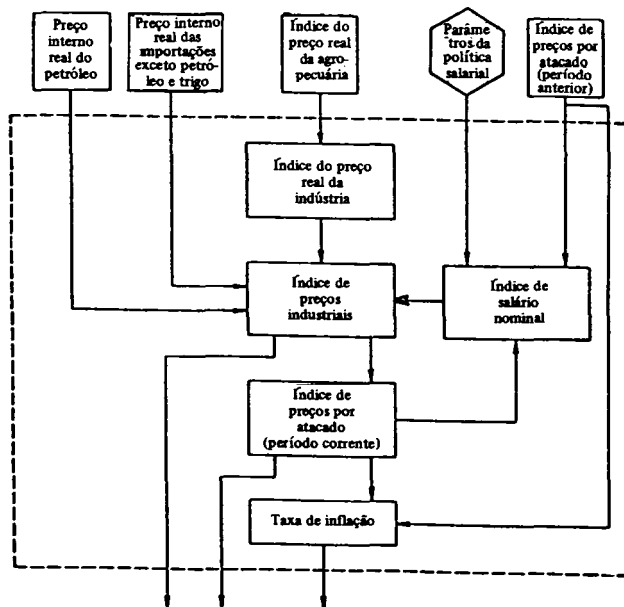 Preço
interno
real do
petróleo
Preço interno
real das
importações
exceto petró-
leo e trigo
Índice do
preço real
da agro-
pecuária
Parâme-
tros da
política
salarial
Índice de
preços por
atacado
(período
anterior)
Índice do preço
real da
indústria
Índice de
preços
industriais
Índice de
salário
nominal
Índice de
preços por
atacado
(período corrente)
Taxa de inflação